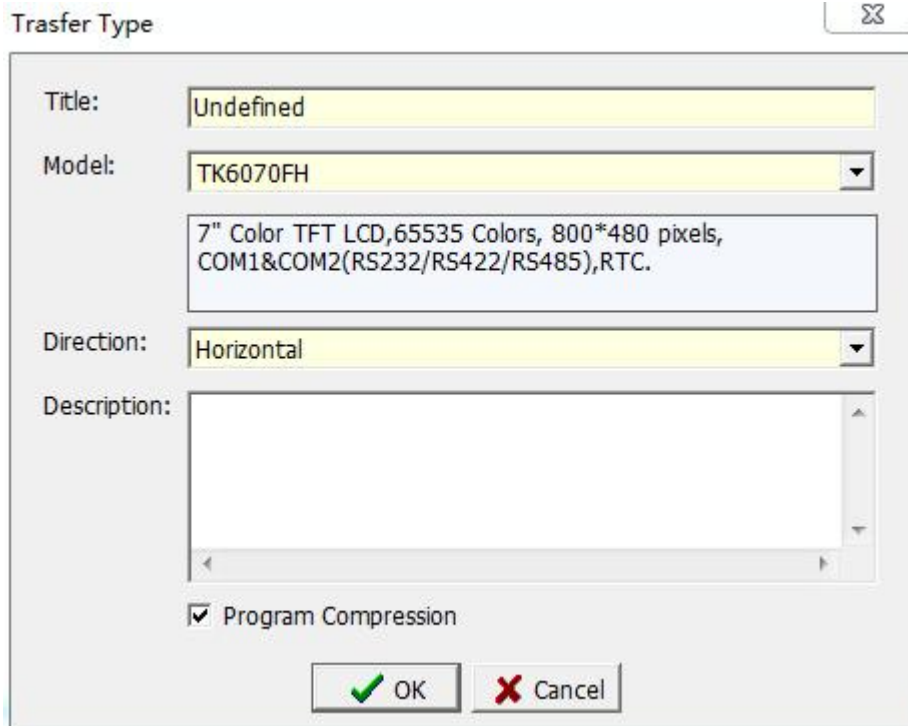 Trasfer Type
Title:
Undefined
Model:
TK6070FH
7" Color TFT LCD,65535 Colors, 800*480 pixels,
COM1&COM2(RS232/RS422/RS485),RTC.
Direction:
Horizontal
Description:
Program Compression
OK
Cancel